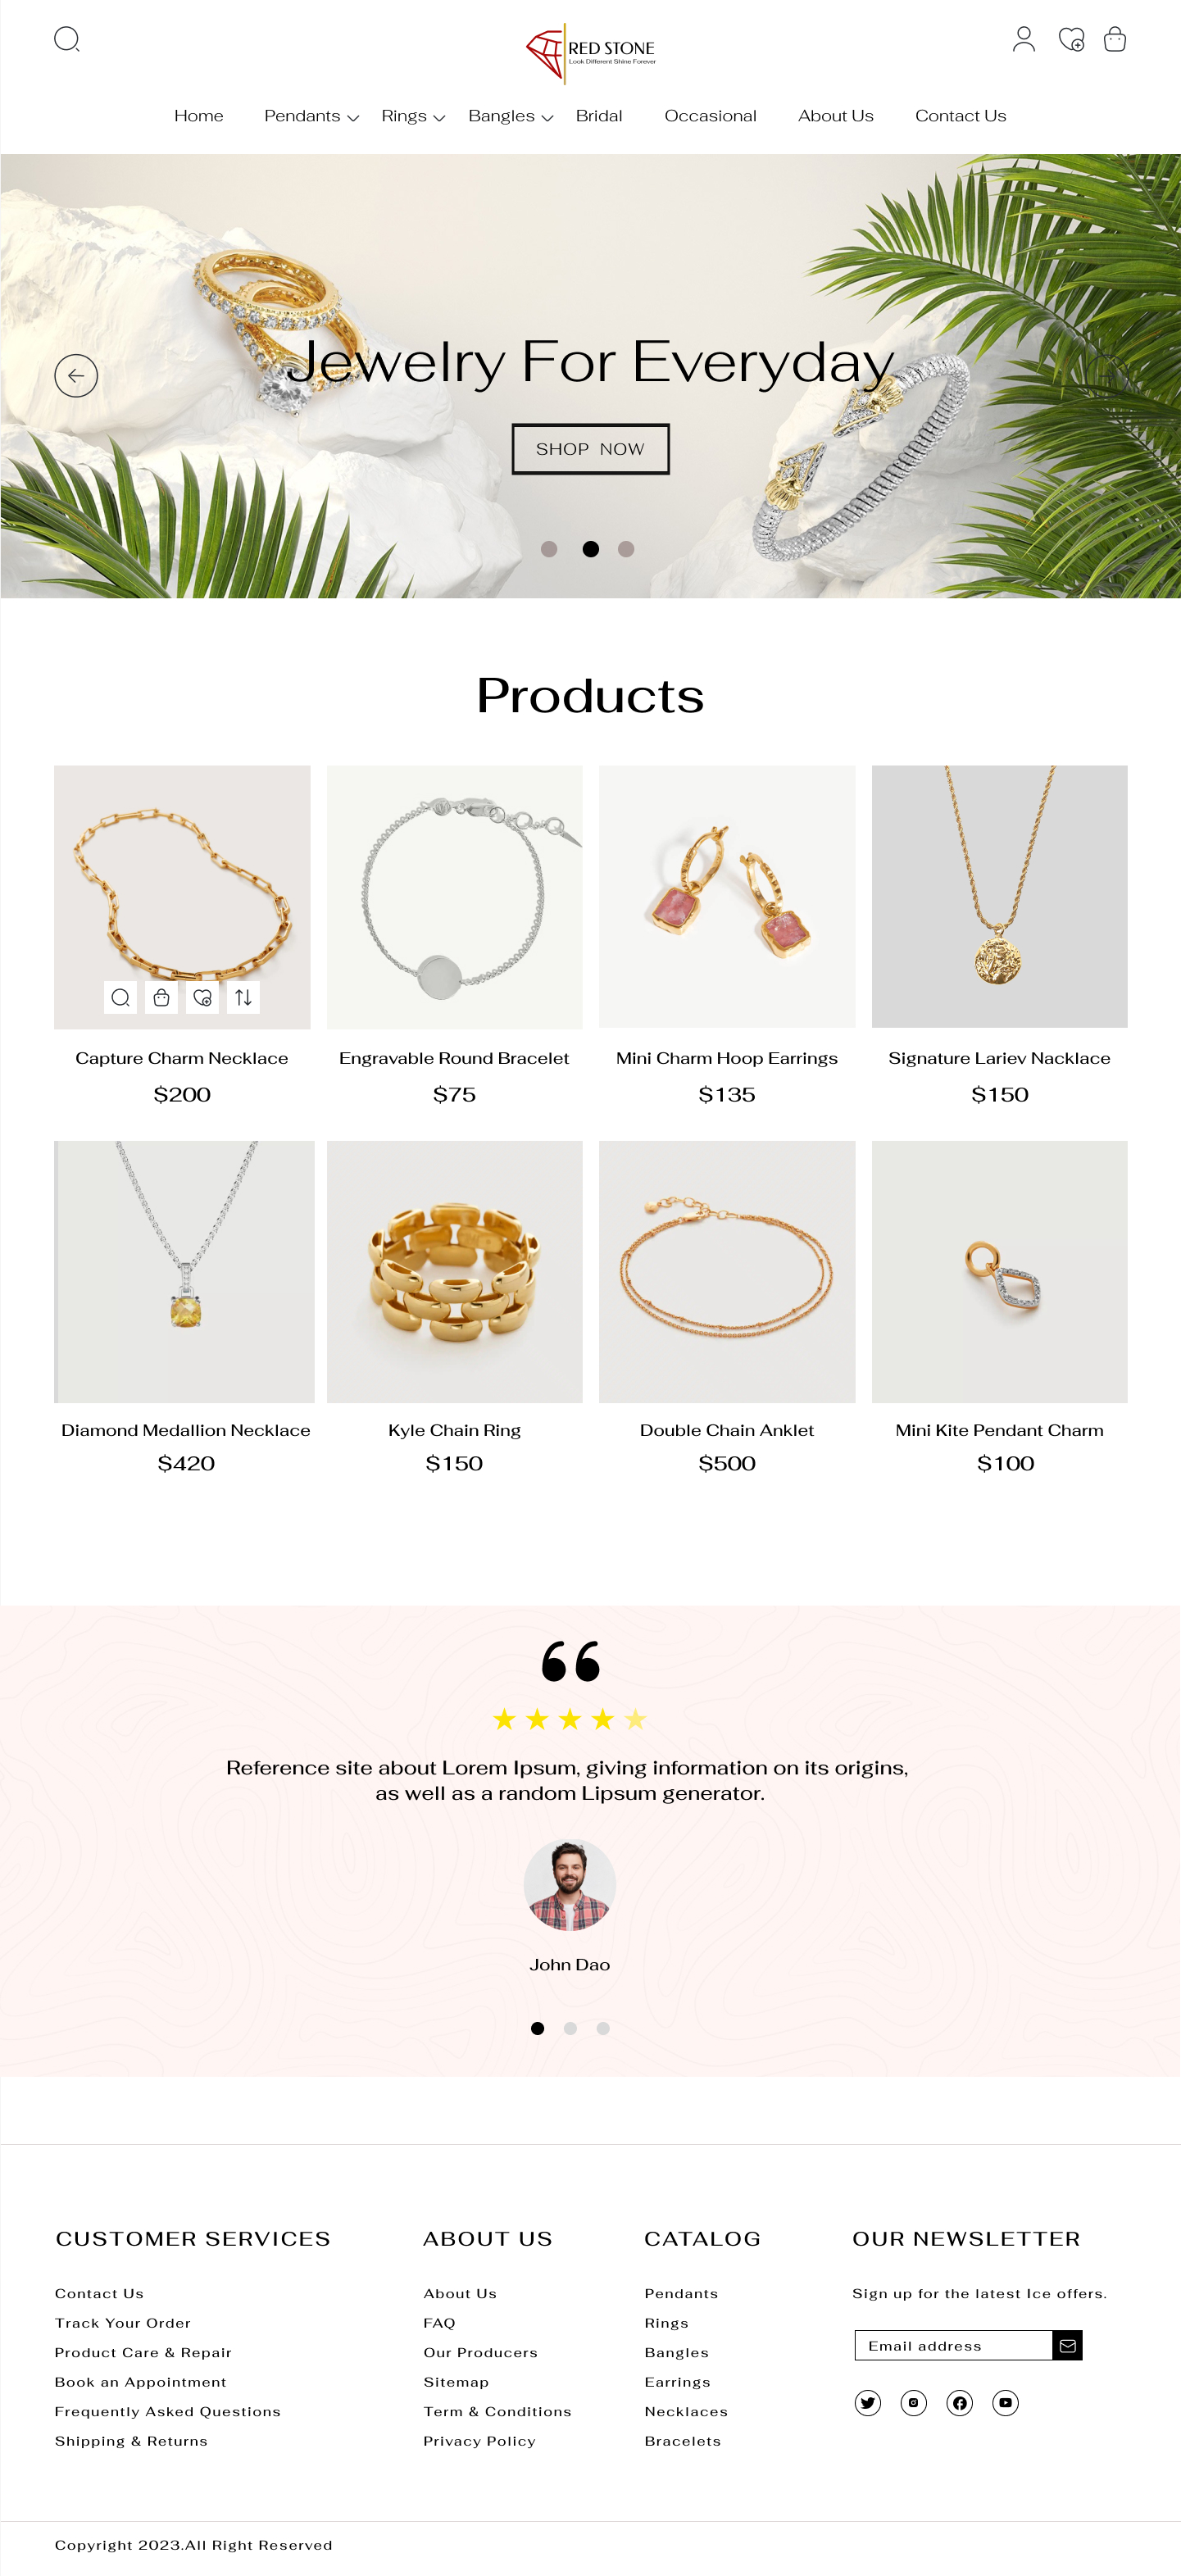 RED STONE
Look Different Shine Forever
Home Pendants Rings Bangles Bridal Occasional About Us Contact Us
Jewelry For Everyday
SHOP NOW
Products
Capture Charm Necklace Engravable Round Bracelet Mini Charm Hoop Earrings Signature Lariev Nacklace
$200 $75 $135 $150
Diamond Medallion Necklace Kyle Chain Ring Double Chain Anklet Mini Kite Pendant Charm
$420 $150 $500 $100
Reference site about Lorem Ipsum, giving information on its origins,
as well as a random Lipsum generator.
John Dao
CUSTOMER SERVICES
Contact Us
Track Your Order
Product Care & Repair
Book an Appointment
Frequently Asked Questions
Shipping & Returns
ABOUT US
About Us
FAQ
Our Producers
Sitemap
Term & Conditions
Privacy Policy
CATALOG
Pendants
Rings
Bangles
Earrings
Necklaces
Bracelets
OUR NEWSLETTER
Sign up for the latest Ice offers.
Email address
Copyright 2023.All Right Reserved